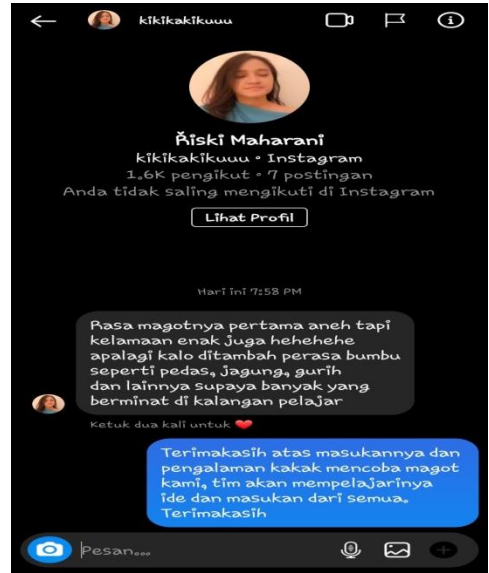 kikikakikuuu
Řiski Maharani
kikikakikuuu • Instagram
1,6K pengikut • 7 postingan
Anda tidak saling mengikuti di Instagram
Lihat Profil
Hari ini 7:58 PM
Rasa magotnya pertama aneh tapi
kelamaan enak juga hehehehe
apalagi kalo ditambah perasa bumbu
seperti pedas, jagung, gurih
dan lainnya supaya banyak yang
berminat di kalangan pelajar
Ketuk dua kali untuk ❤️
Terimakasih atas masukannya dan
pengalaman kakak mencoba magot
kami, tim akan mempelajarinya
ide dan masukan dari semua.
Terimakasih
Pesan...